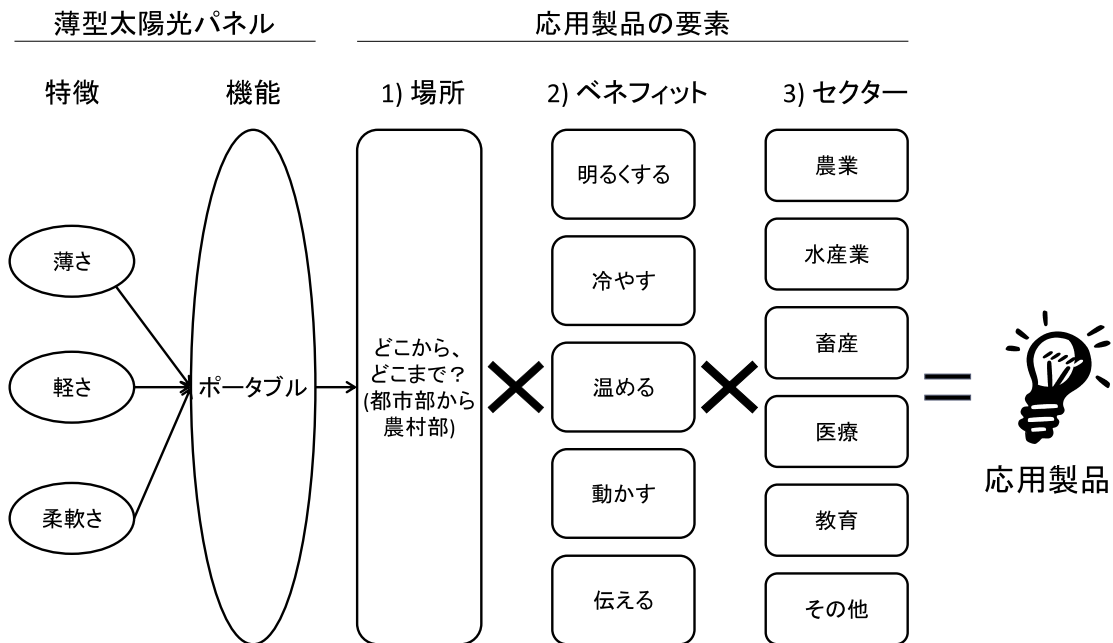 薄型太陽光パネル
応用製品の要素
特徴
機能
1) 場所
2) ベネフィット
3) セクター
薄さ
軽さ
柔軟さ
ポータブル
どこから、
どこまで？
(都市部から
農村部)
明るくする
冷やす
温める
動かす
伝える
農業
水産業
畜産
医療
教育
その他
応用製品